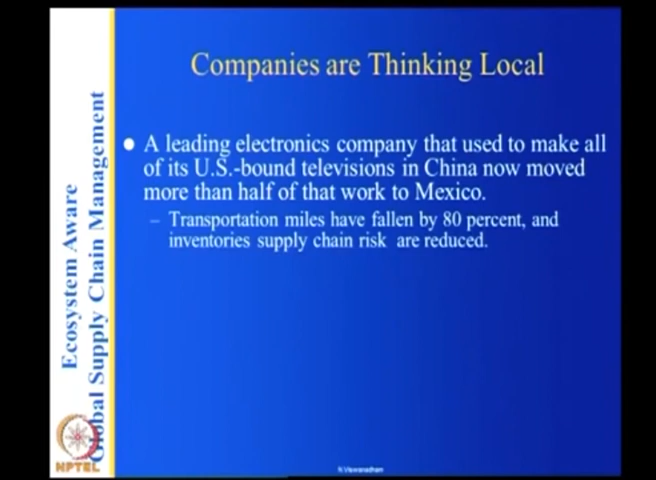 Companies are Thinking Local
A leading electronics company that used to make all
of its U.S.-bound televisions in China now moved
more than half of that work to Mexico.
– Transportation miles have fallen by 80 percent, and
inventories supply chain risk are reduced.
Ecosystem Aware
Global Supply Chain Management
NPTEL
N.Viswanadham